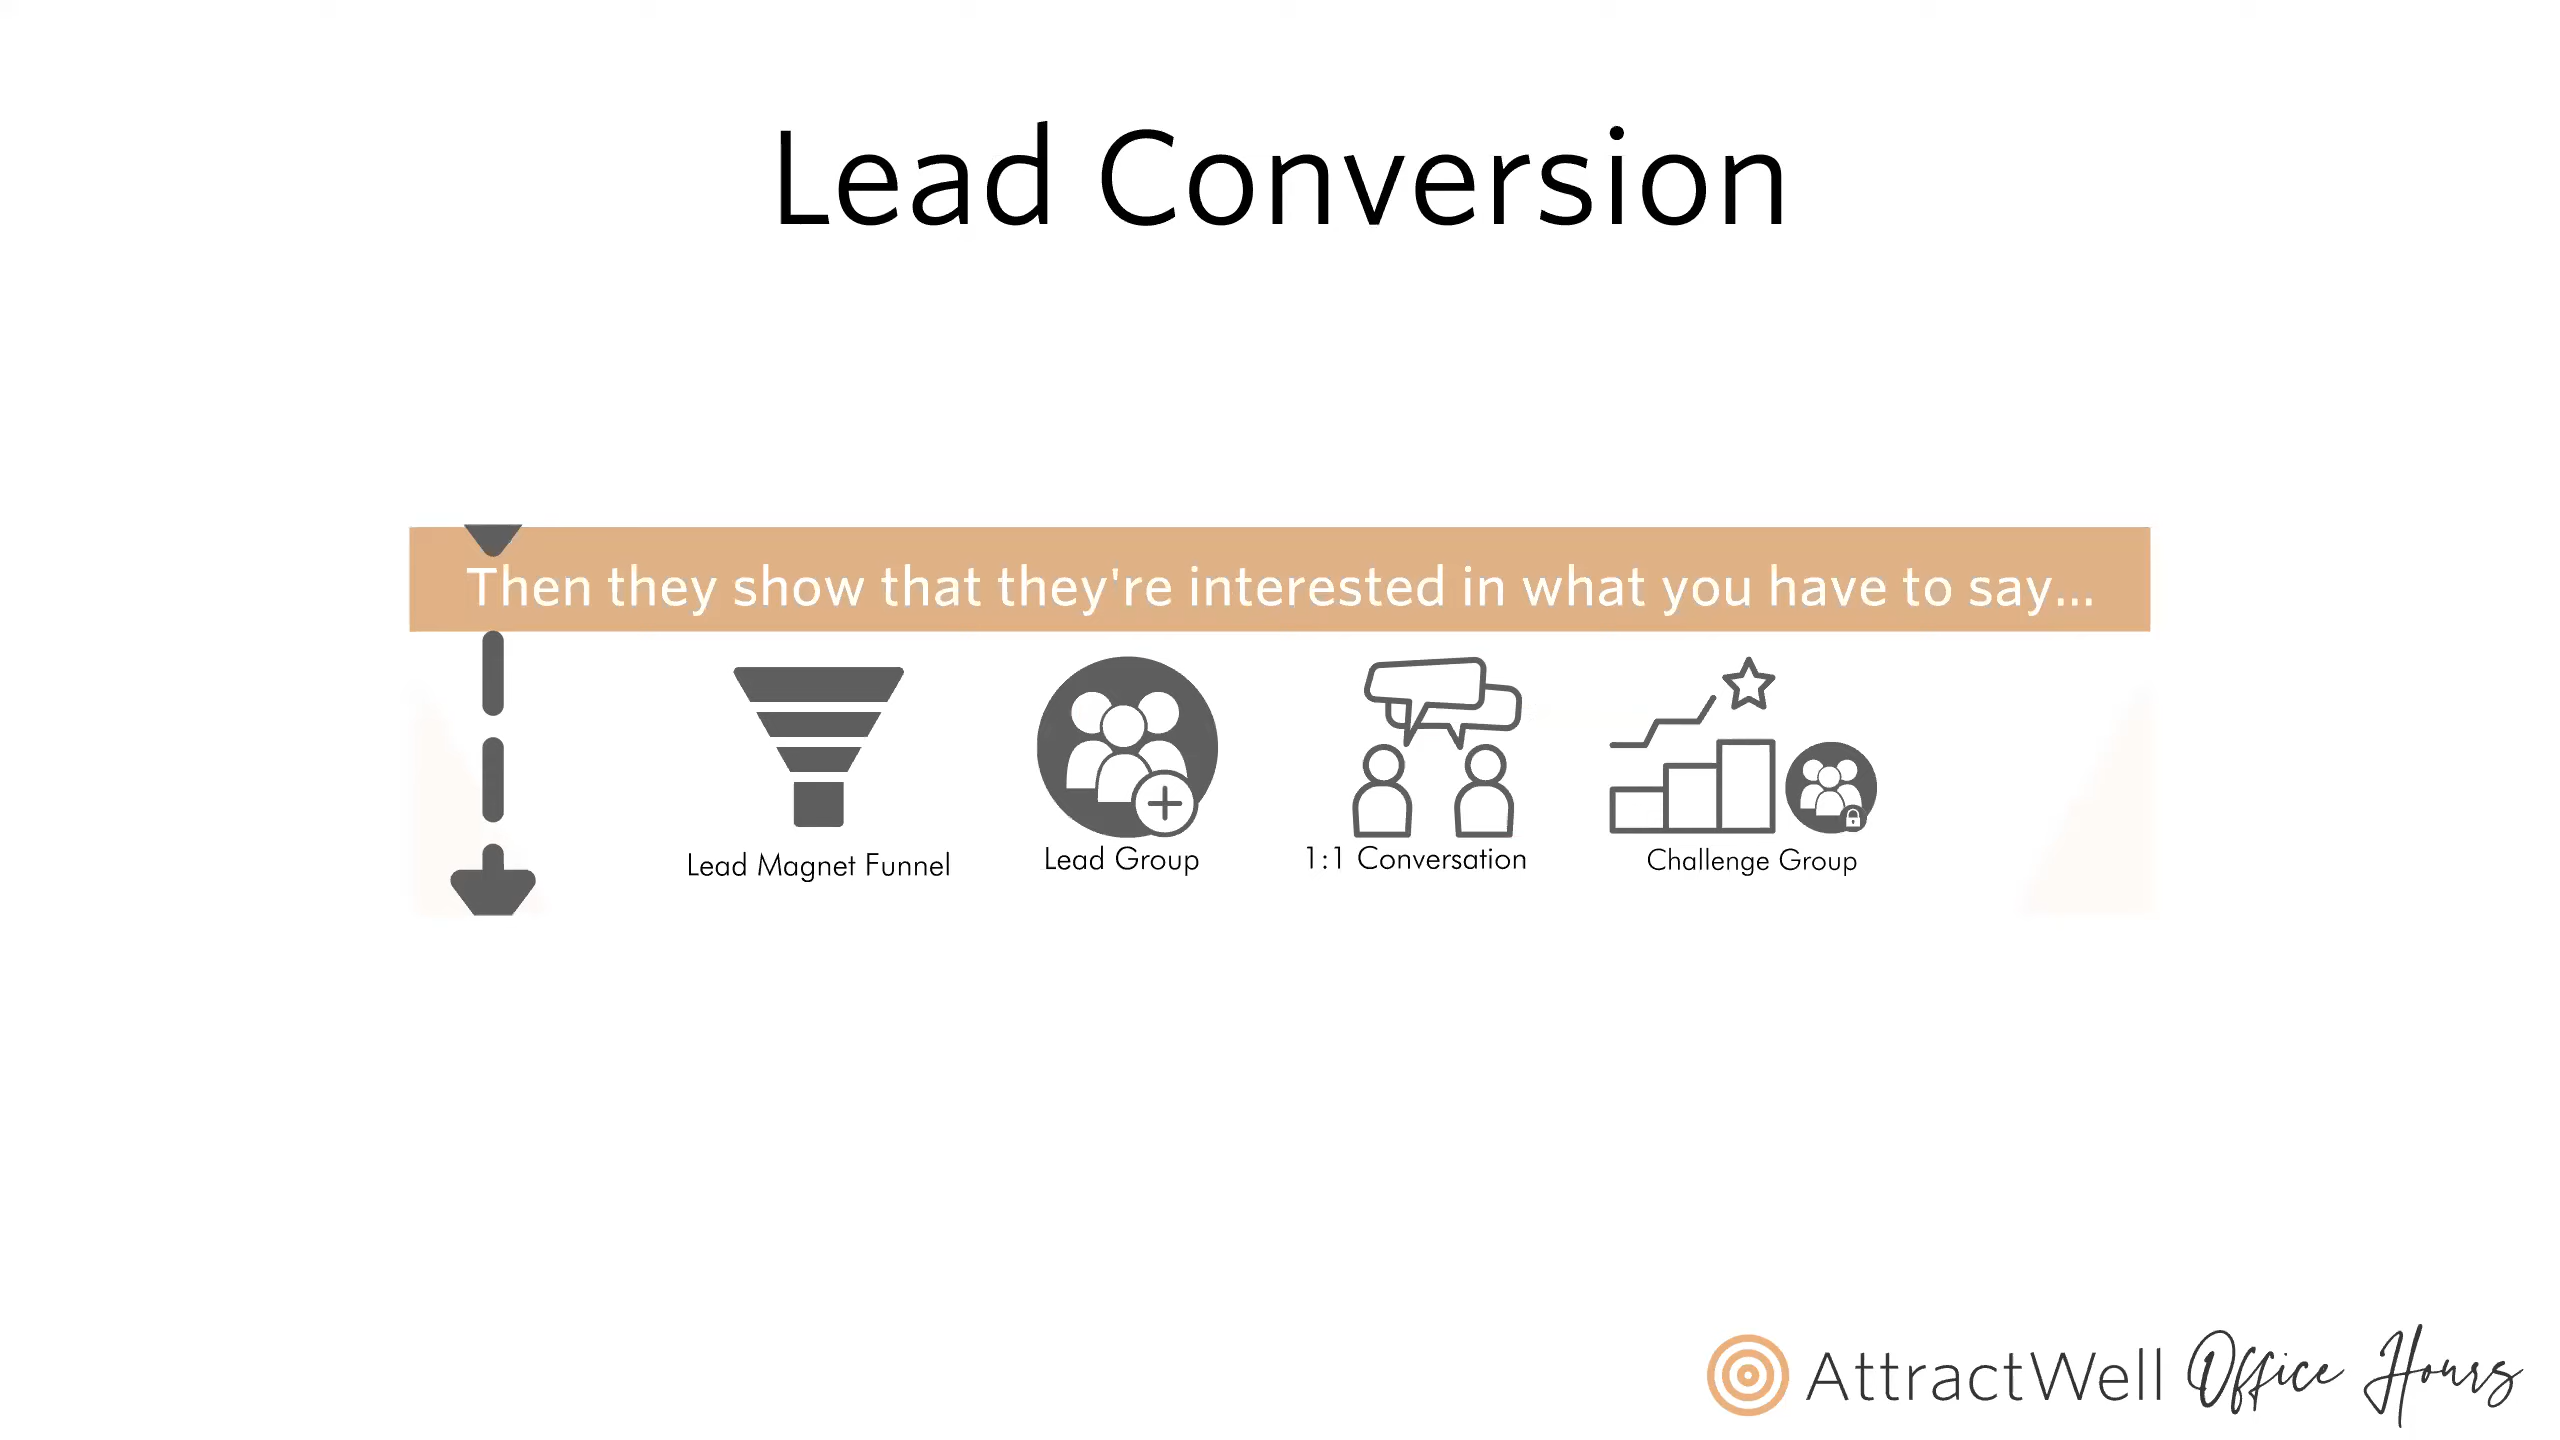 Lead Conversion
Then they show that they're interested in what you have to say...
Lead Magnet Funnel
Lead Group
1:1 Conversation
Challenge Group
AttractWell Office Hours